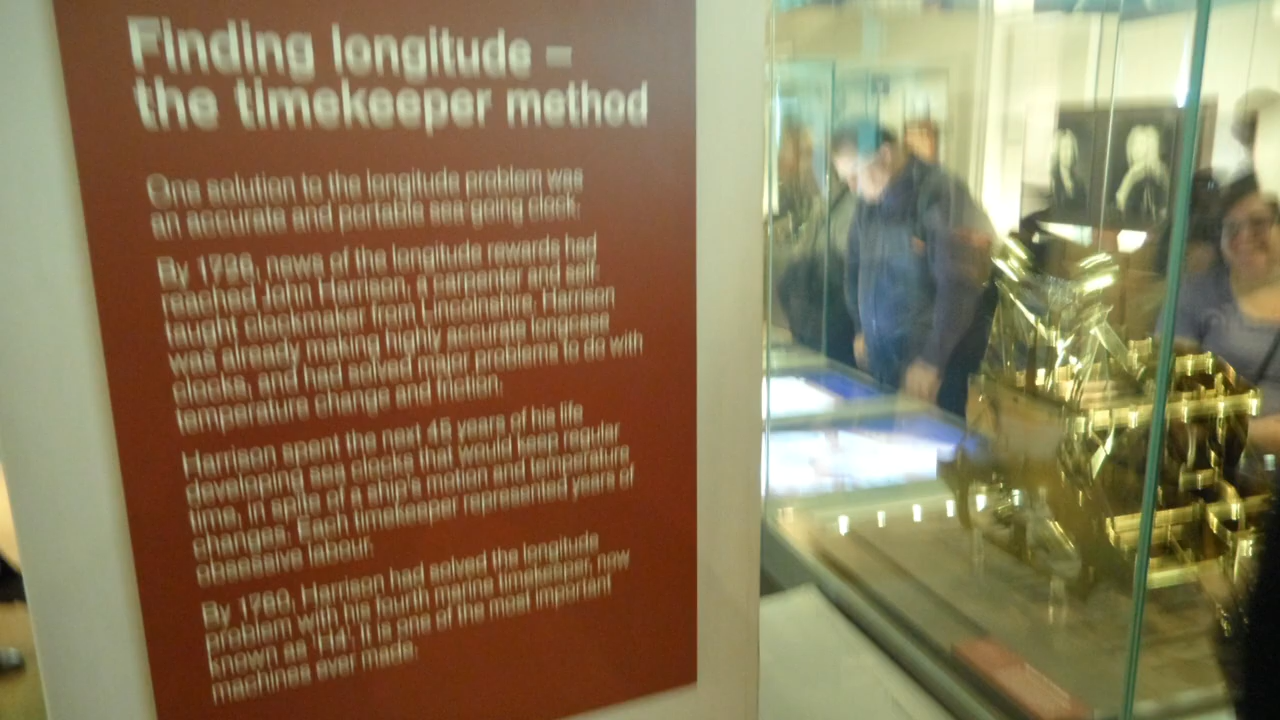 Finding longitude –
the timekeeper method
One solution to the longitude problem was
an accurate and portable sea going clock.
By 1726, news of the longitude rewards had
reached John Harrison, a carpenter and self-
taught clockmaker from Lincolnshire. Harrison
was already making highly accurate longcase
clocks, and had solved major problems to do with
temperature change and friction.
Harrison spent the next 45 years of his life
developing sea clocks that would keep regular
time, in spite of a ship's motion and temperature
changes. Each timekeeper represented years of
obsessive labour.
By 1760, Harrison had solved the longitude
problem with his fourth marine timekeeper, now
known as 'H4'. It is one of the most important
machines ever made.